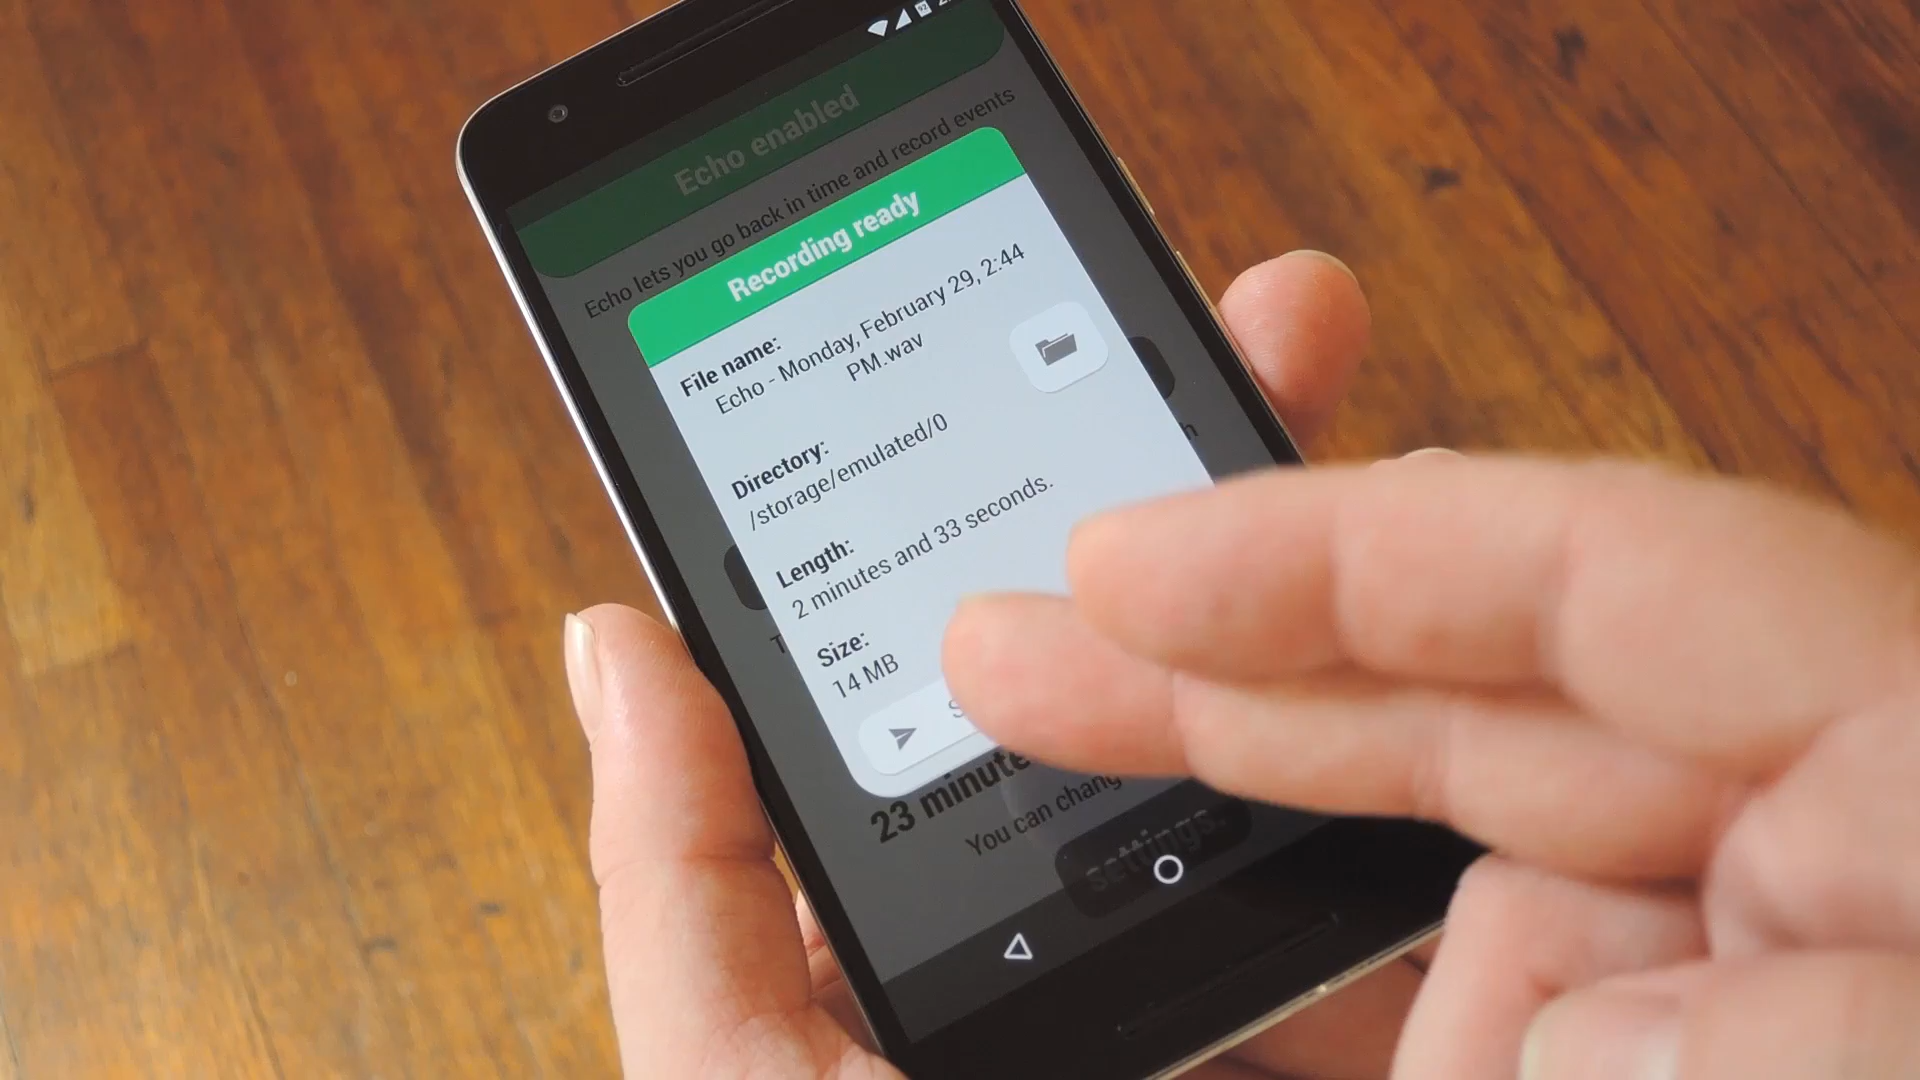 Echo enabled
Echo lets you go back in time and record events
Recording ready
File name:
Echo - Monday, February 29, 2:44
PM.wav
Directory:
/storage/emulated/0
Length:
2 minutes and 33 seconds.
Size:
14 MB
23 minute
You can chang
settings.